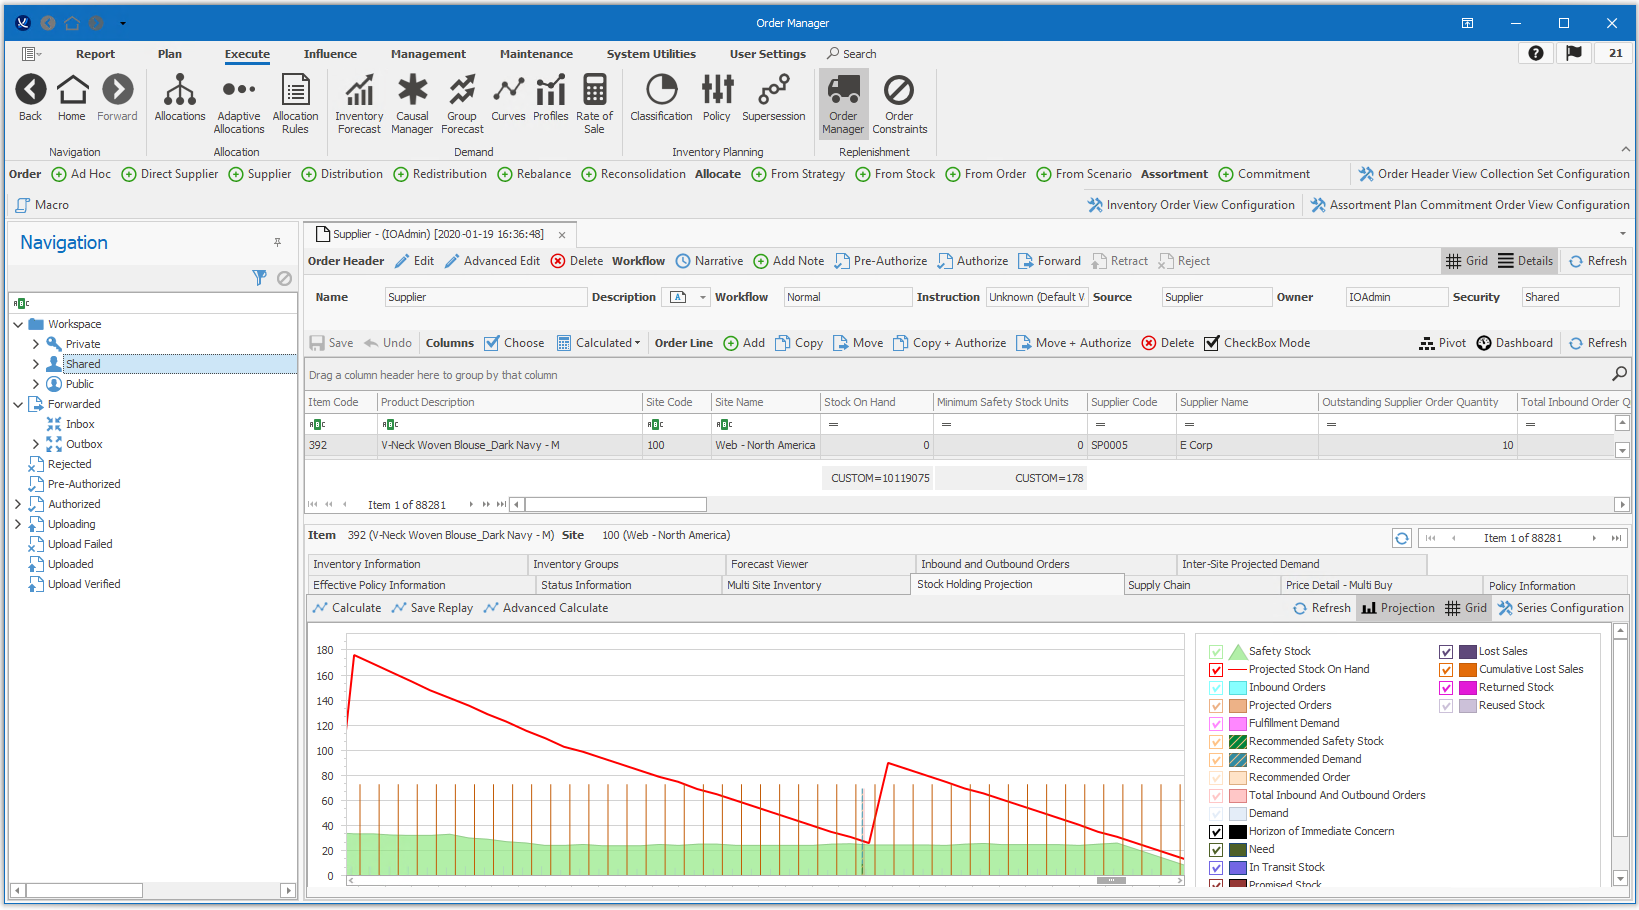 Order Manager
Report Plan Execute Influence Management Maintenance System Utilities User Settings Search 21
Back Home Forward Allocations Adaptive Allocations Allocation Rules Inventory Forecast Causal Manager Group Forecast Curves Profiles Rate of Sale Classification Policy Supersession Order Manager Order Constraints
Navigation Allocation Demand Inventory Planning Replenishment
Order Ad Hoc Direct Supplier Supplier Distribution Redistribution Rebalance Reconsolidation Allocate From Strategy From Stock From Order From Scenario Assortment Commitment Order Header View Collection Set Configuration
Macro Inventory Order View Configuration Assortment Plan Commitment Order View Configuration
Navigation
Workspace
Private
Shared
Public
Forwarded
Inbox
Outbox
Rejected
Pre-Authorized
Authorized
Uploading
Upload Failed
Uploaded
Upload Verified
Supplier - (IOAdmin) [2020-01-19 16:36:48]
Order Header Edit Advanced Edit Delete Workflow Narrative Add Note Pre-Authorize Authorize Forward Retract Reject Grid Details Refresh
Name Supplier Description A Workflow Normal Instruction Unknown (Default V Source Supplier Owner IOAdmin Security Shared
Save Undo Columns Choose Calculated Order Line Add Copy Move Copy + Authorize Move + Authorize Delete CheckBox Mode Pivot Dashboard Refresh
Drag a column header here to group by that column
Item Code Product Description Site Code Site Name Stock On Hand Minimum Safety Stock Units Supplier Code Supplier Name Outstanding Supplier Order Quantity Total Inbound Order Q
= = = = = =
392 V-Neck Woven Blouse_Dark Navy - M 100 Web - North America 0 0 SP0005 E Corp 10
CUSTOM=10119075 CUSTOM=178
Item 1 of 88281
Item 392 (V-Neck Woven Blouse_Dark Navy - M) Site 100 (Web - North America) Item 1 of 88281
Inventory Information Inventory Groups Forecast Viewer Inbound and Outbound Orders Inter-Site Projected Demand
Effective Policy Information Status Information Multi Site Inventory Stock Holding Projection Supply Chain Price Detail - Multi Buy Policy Information
Calculate Save Replay Advanced Calculate Refresh Projection Grid Series Configuration
180
160
140
120
100
80
60
40
20
0
Safety Stock
Projected Stock On Hand
Inbound Orders
Projected Orders
Fulfillment Demand
Recommended Safety Stock
Recommended Demand
Recommended Order
Total Inbound And Outbound Orders
Demand
Horizon of Immediate Concern
Need
In Transit Stock
Promised Stock
Lost Sales
Cumulative Lost Sales
Returned Stock
Reused Stock